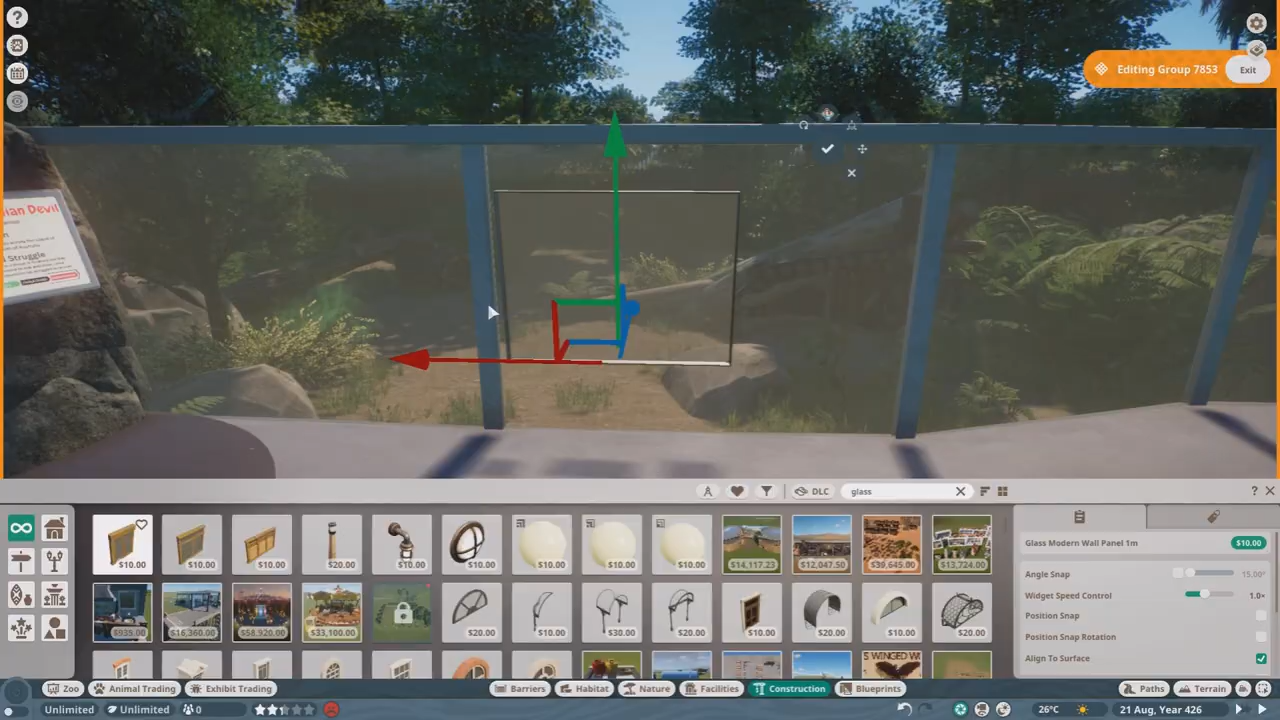 Editing Group 7853
Exit
ian Devil
Struggle
DLC
glass
$10.00
$10.00
$10.00
$20.00
$10.00
$10.00
$10.00
$10.00
$10.00
$14,117.23
$12,047.50
$39,645.00
$13,724.00
Glass Modern Wall Panel 1m
$10.00
Angle Snap
15.00°
Widget Speed Control
1.0×
Position Snap
Position Snap Rotation
Align To Surface
$935.00
$16,360.00
$58,920.00
$33,100.00
$20.00
$10.00
$30.00
$20.00
$10.00
$20.00
$10.00
$20.00
S WINGED W
Zoo
Animal Trading
Exhibit Trading
Barriers
Habitat
Nature
Facilities
Construction
Blueprints
Paths
Terrain
Unlimited
Unlimited
0
26°C
21 Aug, Year 426